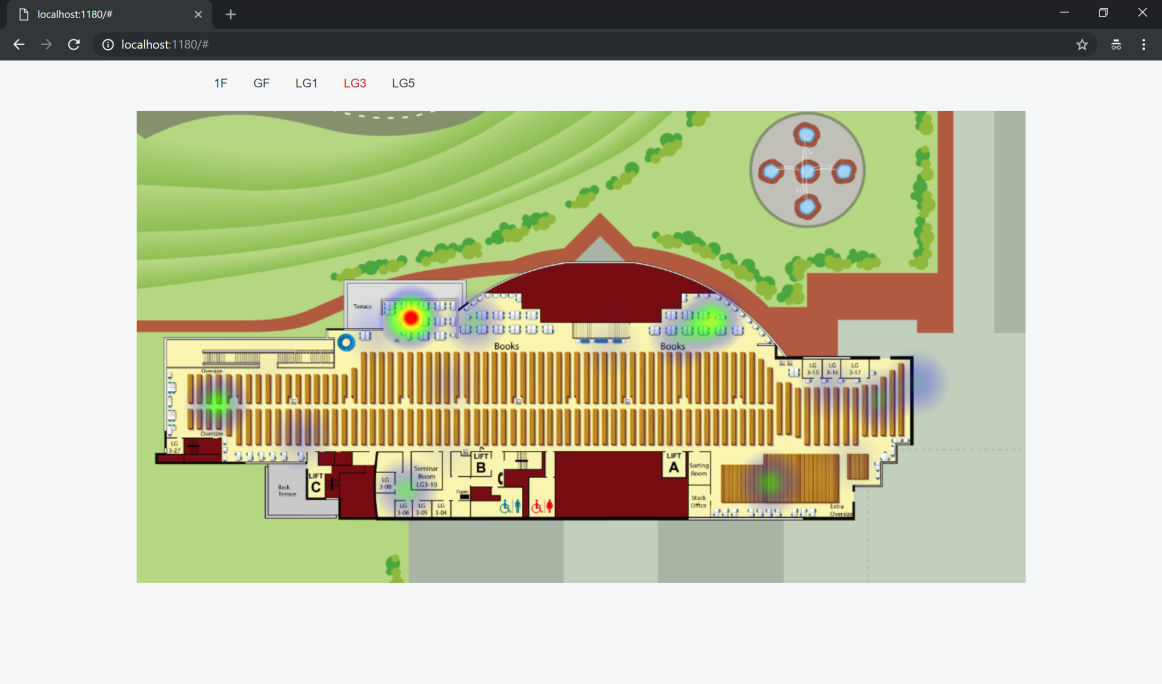 localhost:1180/#
localhost:1180/#
1F GF LG1 LG3 LG5
Terrace
Books Books
Oversize
LG
3-15
LG
3-16
LG
3-17
Oversize
LG
3-27
LIFT
C
Back
Terrace
LG
3-08
Seminar
Room
LG3-10
LIFT
B
LG
3-06
LG
3-05
LG
3-04
LIFT
A
Sorting
Room
Stack
Office
Extra
Oversize